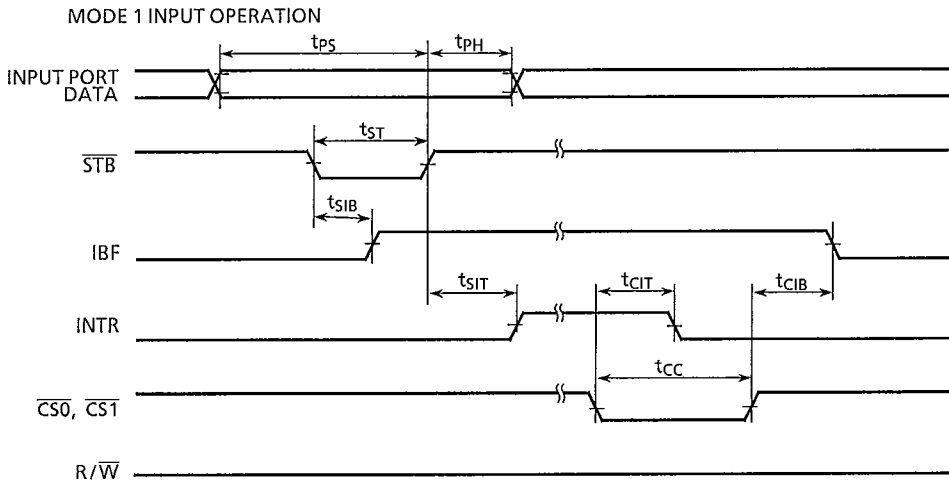 MODE 1 INPUT OPERATION
tPS tPH
INPUT PORT
DATA
tST
STB
tSIB
IBF
tSIT tCIT tCIB
INTR
tCC
CS0, CS1
R/W